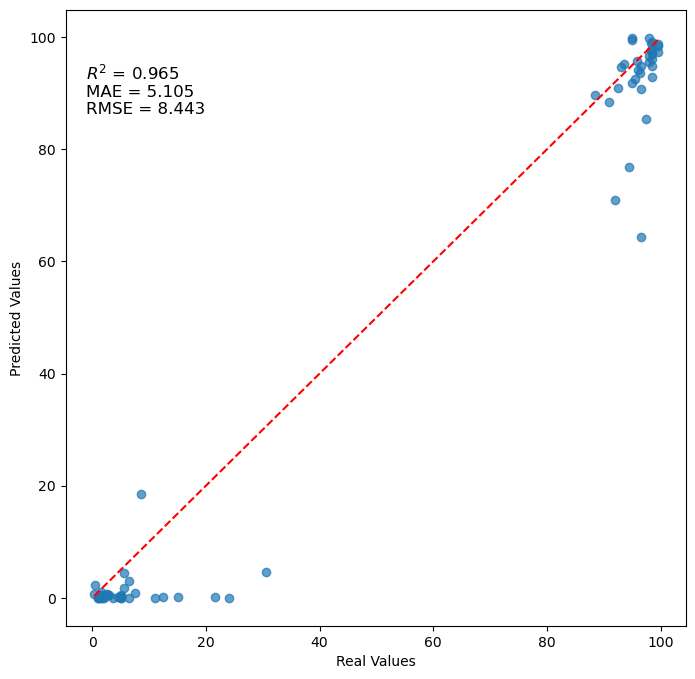 100
80
60
40
20
0
Predicted Values
R² = 0.965
MAE = 5.105
RMSE = 8.443
0 20 40 60 80 100
Real Values